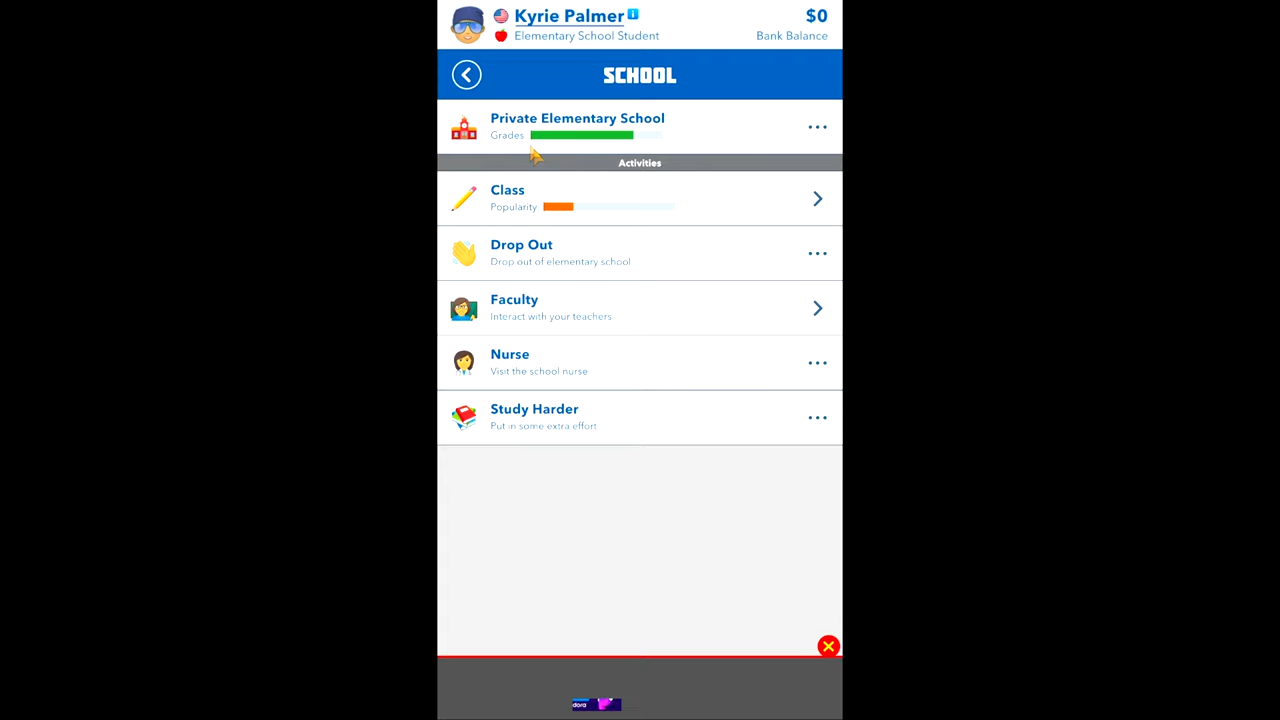 Kyrie Palmer
$0
Elementary School Student
Bank Balance
SCHOOL
Private Elementary School
Grades
Activities
Class
Popularity
Drop Out
Drop out of elementary school
Faculty
Interact with your teachers
Nurse
Visit the school nurse
Study Harder
Put in some extra effort
dora